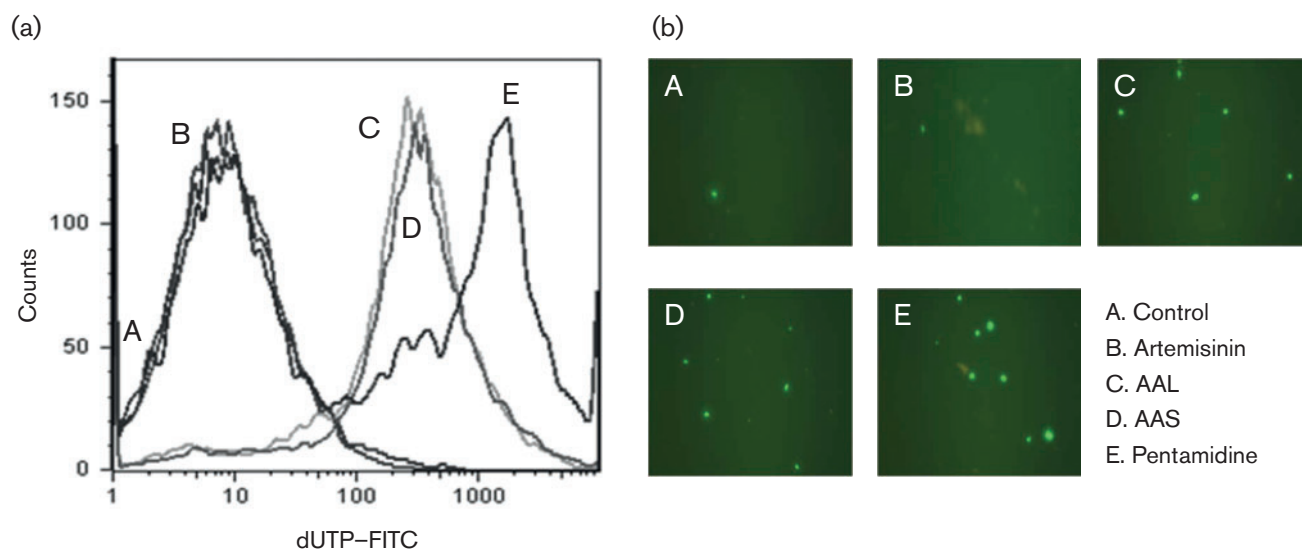 (a)
150
100
50
0
Counts
A
B
C
D
E
1 10 100 1000
dUTP–FITC
(b)
A
B
C
D
E
A. Control
B. Artemisinin
C. AAL
D. AAS
E. Pentamidine